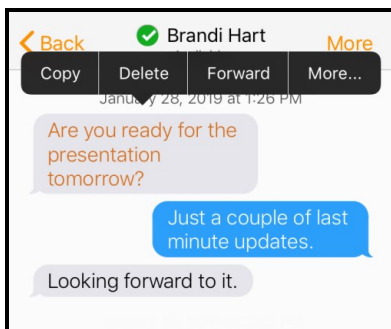 Back
Brandi Hart
More
Copy
Delete
Forward
More...
January 28, 2019 at 1:26 PM
Are you ready for the
presentation
tomorrow?
Just a couple of last
minute updates.
Looking forward to it.